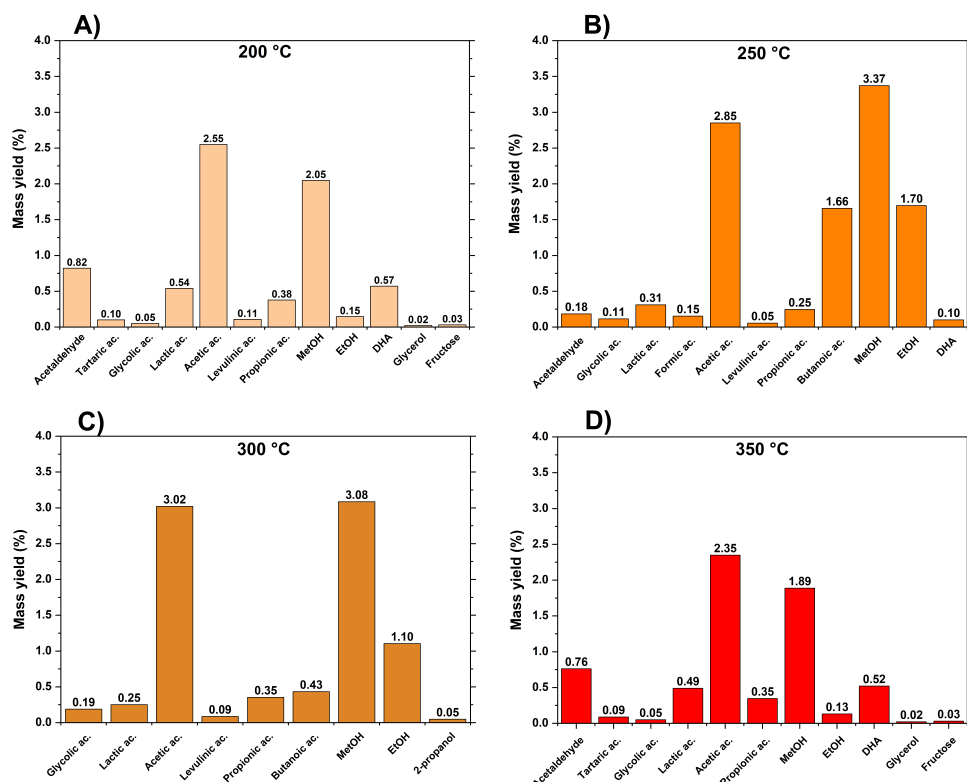 A)
200 °C
Mass yield (%)
4.0
3.5
3.0
2.5
2.0
1.5
1.0
0.5
0.0
0.82
0.10
0.05
0.54
2.55
0.11
0.38
2.05
0.15
0.57
0.02
0.03
Acetaldehyde
Tartaric ac.
Glycolic ac.
Lactic ac.
Acetic ac.
Levulinic ac.
Propionic ac.
MetOH
EtOH
DHA
Glycerol
Fructose
B)
250 °C
Mass yield (%)
4.0
3.5
3.0
2.5
2.0
1.5
1.0
0.5
0.0
0.18
0.11
0.31
0.15
2.85
0.05
0.25
1.66
3.37
1.70
0.10
Acetaldehyde
Glycolic ac.
Lactic ac.
Formic ac.
Acetic ac.
Levulinic ac.
Propionic ac.
Butanoic ac.
MetOH
EtOH
DHA
C)
300 °C
Mass yield (%)
4.0
3.5
3.0
2.5
2.0
1.5
1.0
0.5
0.0
0.19
0.25
3.02
0.09
0.35
0.43
3.08
1.10
0.05
Glycolic ac.
Lactic ac.
Acetic ac.
Levulinic ac.
Propionic ac.
Butanoic ac.
MetOH
EtOH
2-propanol
D)
350 °C
Mass yield (%)
4.0
3.5
3.0
2.5
2.0
1.5
1.0
0.5
0.0
0.76
0.09
0.05
0.49
2.35
0.35
1.89
0.13
0.52
0.02
0.03
Acetaldehyde
Tartaric ac.
Glycolic ac.
Lactic ac.
Acetic ac.
Propionic ac.
MetOH
EtOH
DHA
Glycerol
Fructose